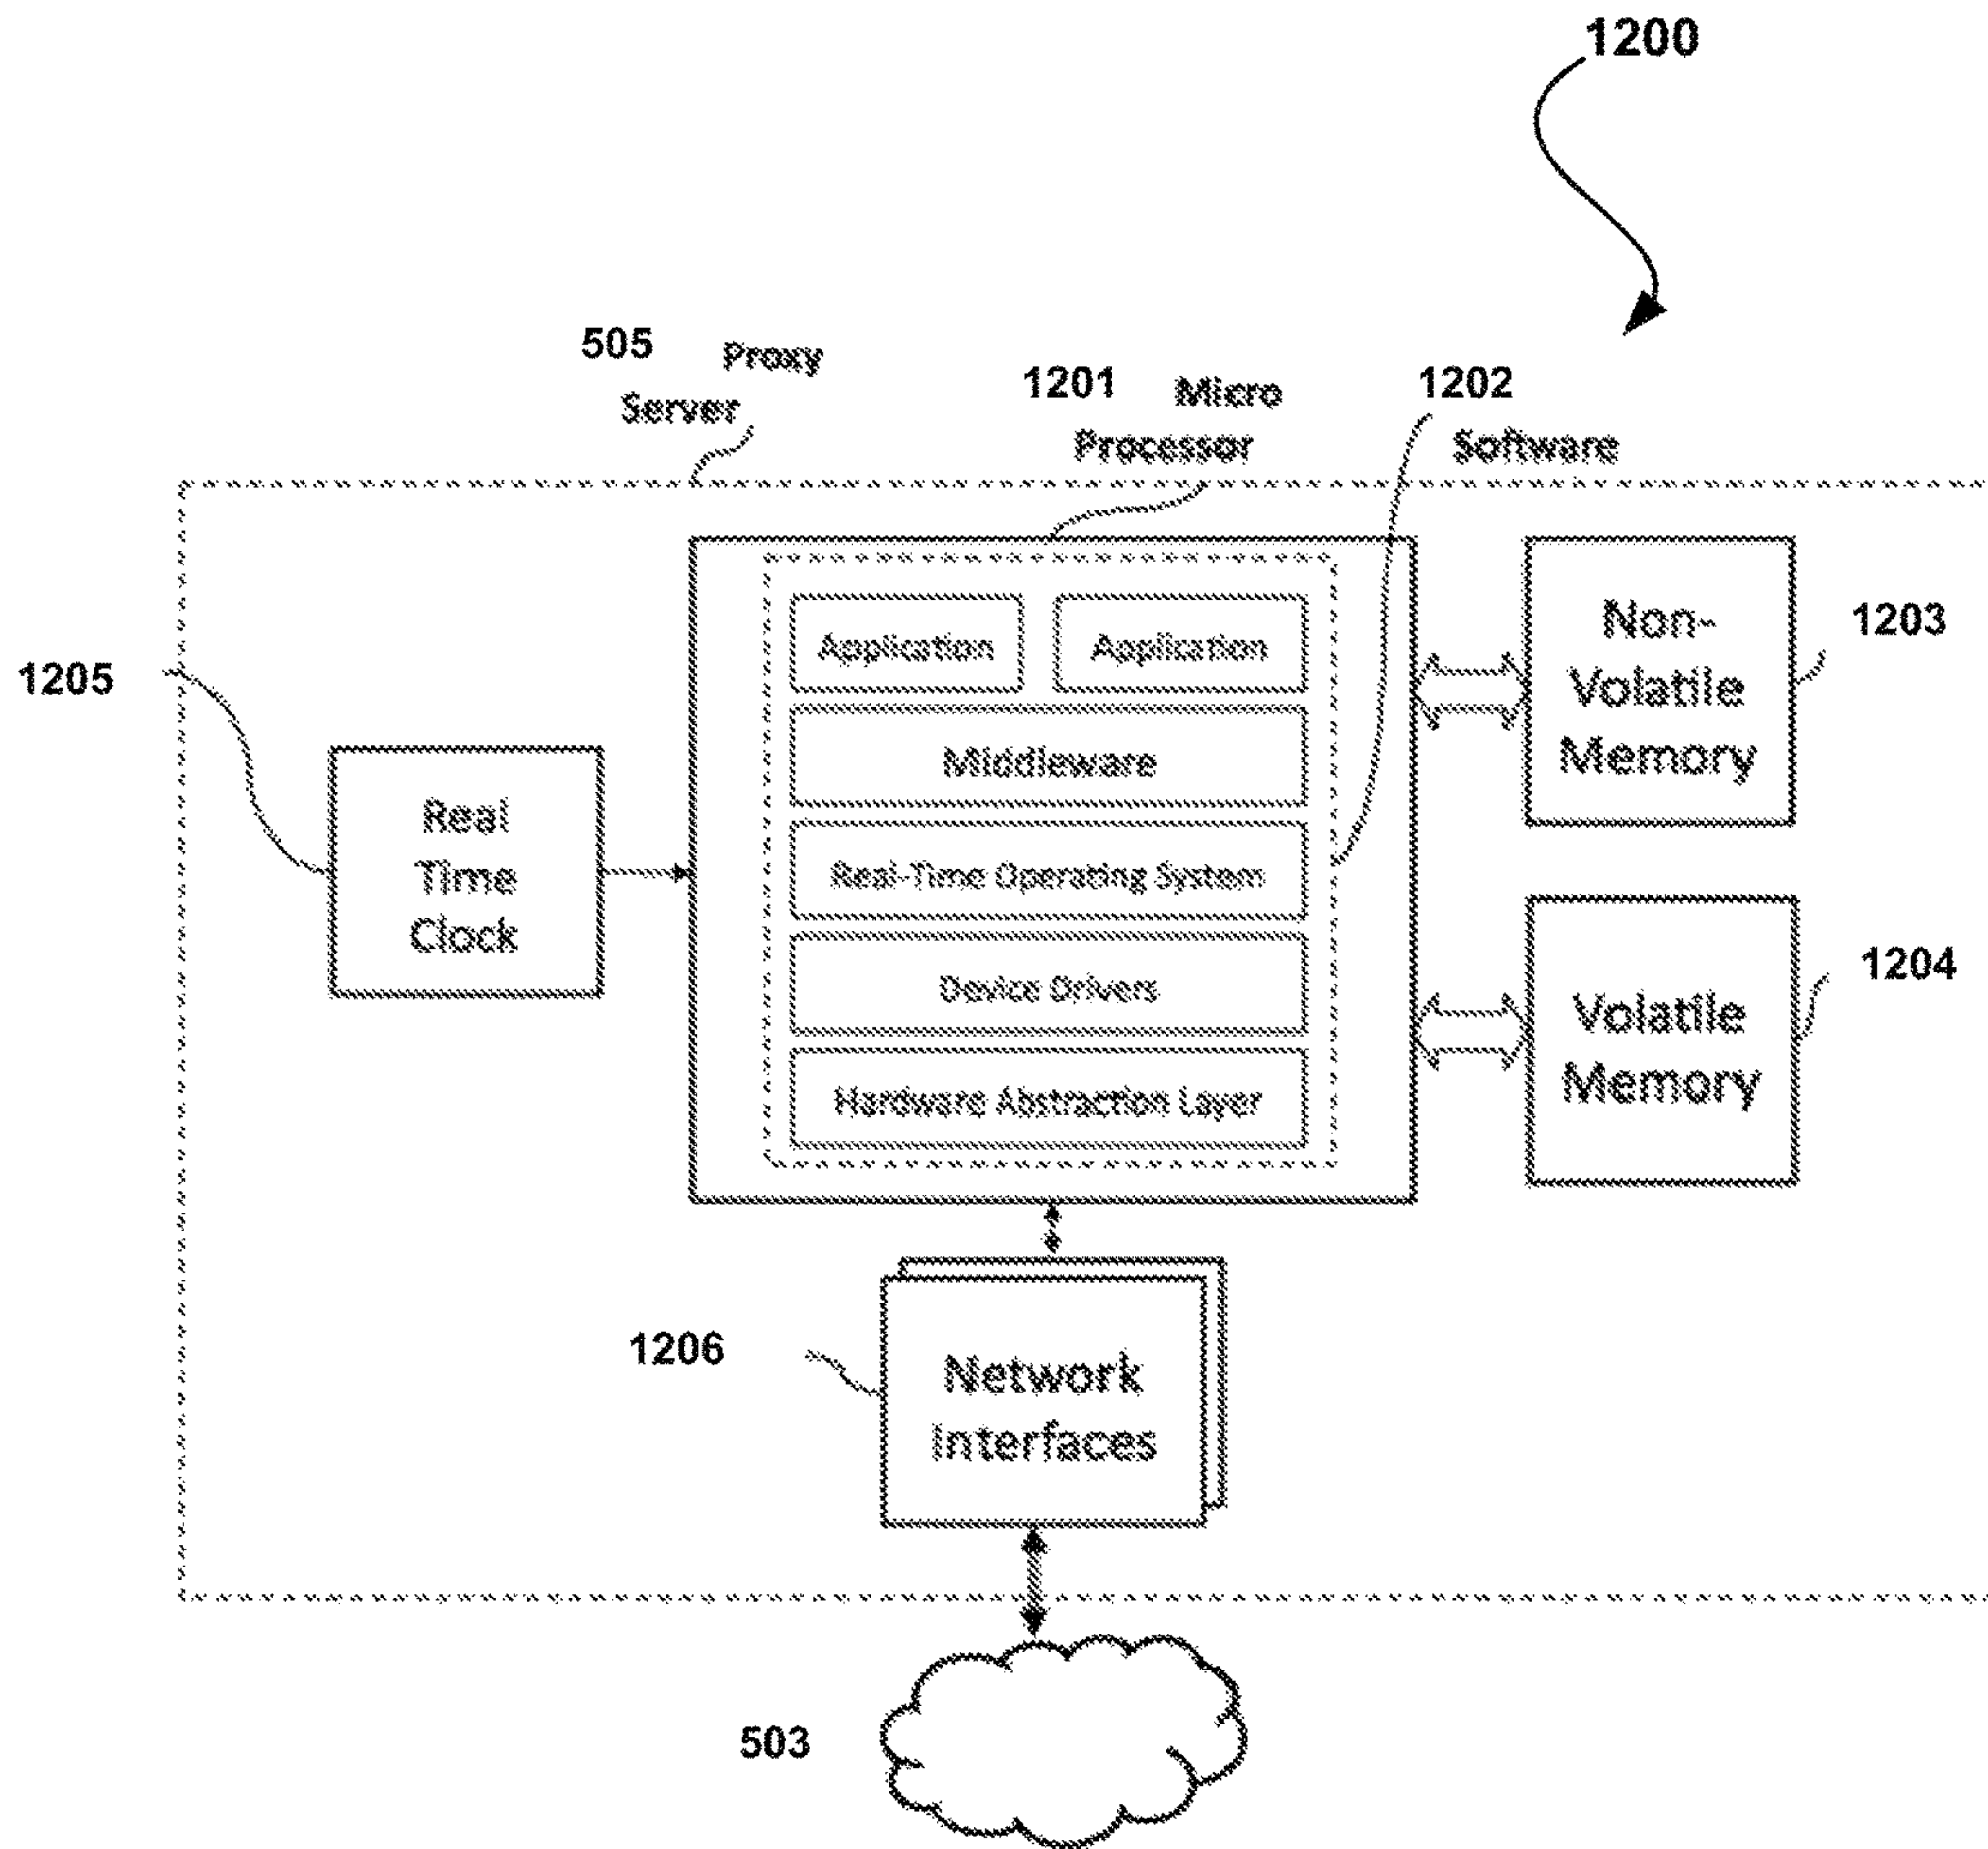 1200
505 Proxy
Server
1201 Micro
Processor
1202
Software
Application
Application
Middleware
Real-Time Operating System
Device Drivers
Hardware Abstraction Layer
Non-
Volatile
Memory
1203
1205
Real
Time
Clock
Volatile
Memory
1204
1206
Network
Interfaces
503